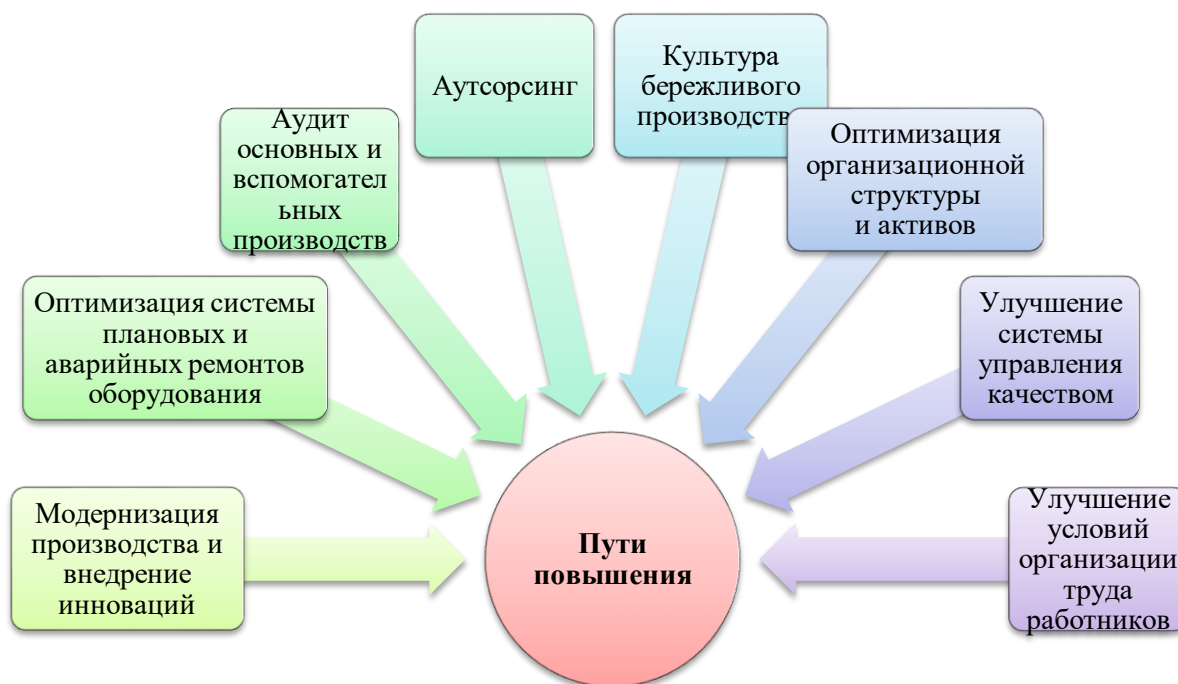 Модернизация
производства и
внедрение
инноваций
Оптимизация системы
плановых и
аварийных ремонтов
оборудования
Аудит
основных и
вспомогател
ьных
производств
Аутсорсинг
Культура
бережливого
производств
Оптимизация
организационной
структуры
и активов
Улучшение
системы
управления
качеством
Улучшение
условий
организации
труда
работников
Пути
повышения